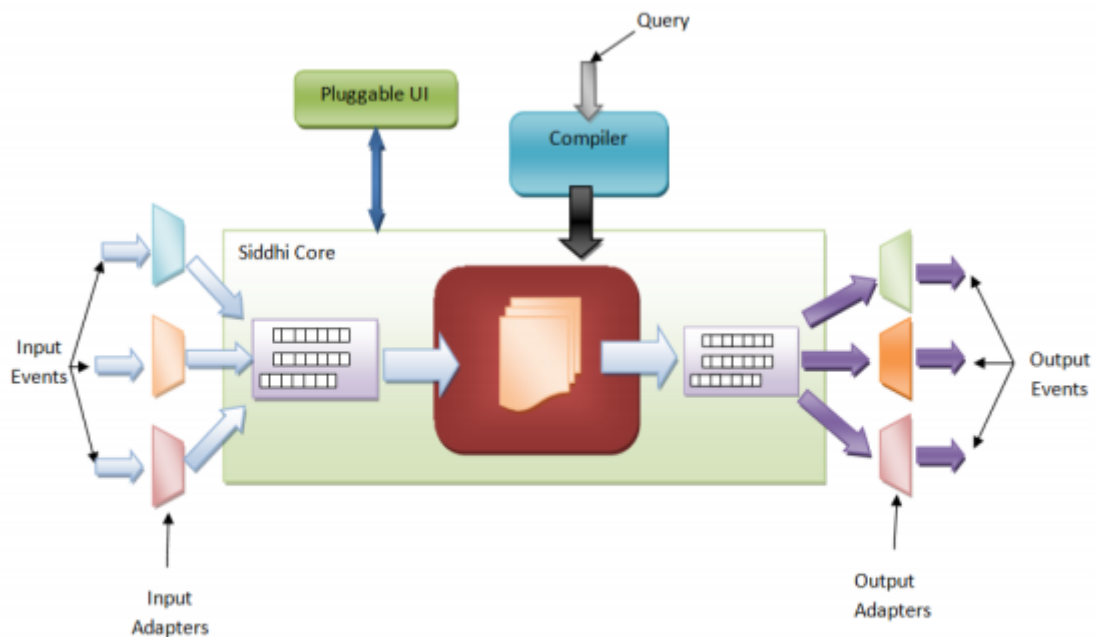 Query
Pluggable UI
Compiler
Siddhi Core
Input
Events
Output
Events
Input
Adapters
Output
Adapters